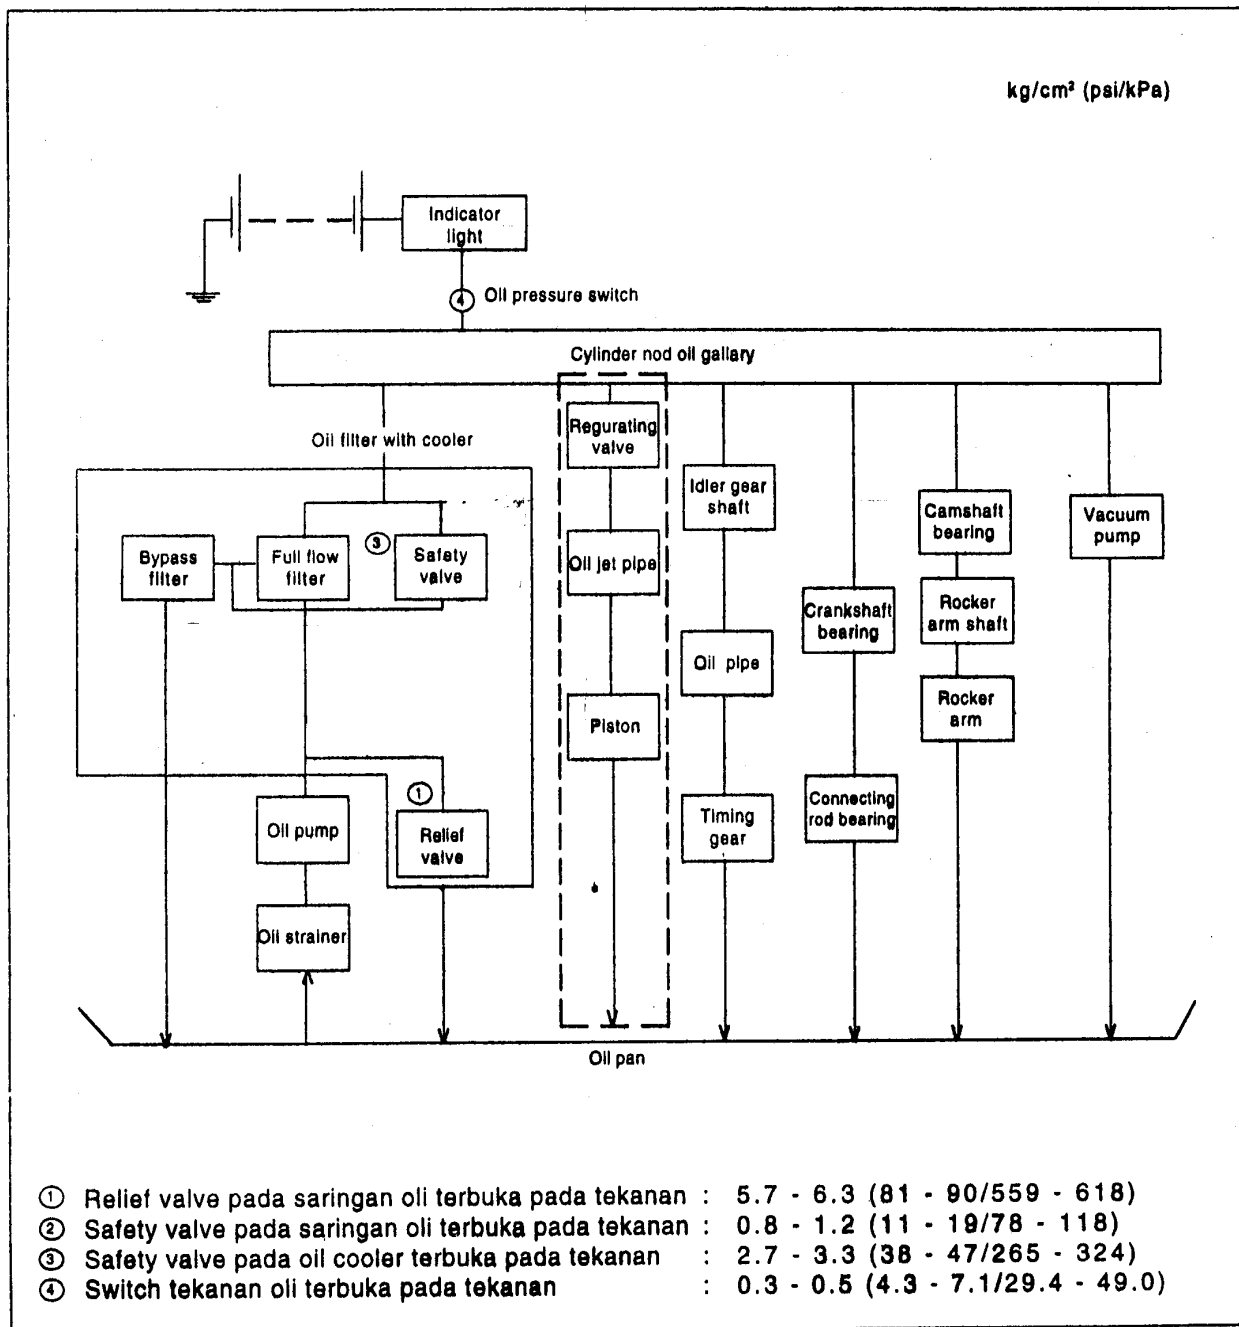 kg/cm² (psi/kPa)
Indicator
light
④ Oil pressure switch
Cylinder nod oil gallary
Oil filter with cooler
Regurating
valve
Idler gear
shaft
Camshaft
bearing
Vacuum
pump
Bypass
filter
Full flow
filter
③
Safety
valve
Oil jet pipe
Crankshaft
bearing
Rocker
arm shaft
Oil pipe
Rocker
arm
Piston
①
Oil pump
Relief
valve
Timing
gear
Connecting
rod bearing
Oil strainer
Oil pan
① Relief valve pada saringan oli terbuka pada tekanan : 5.7 - 6.3 (81 - 90/559 - 618)
② Safety valve pada saringan oli terbuka pada tekanan : 0.8 - 1.2 (11 - 19/78 - 118)
③ Safety valve pada oil cooler terbuka pada tekanan : 2.7 - 3.3 (38 - 47/265 - 324)
④ Switch tekanan oli terbuka pada tekanan : 0.3 - 0.5 (4.3 - 7.1/29.4 - 49.0)